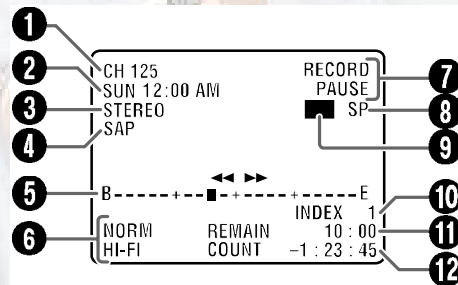 1
CH 125
RECORD
7
2
SUN 12:00 AM
PAUSE
3
STEREO
SP
8
4
SAP
9
◄◄ ►►
5
B - - - - - + - - ■ - + - - - - - + - - - - - E
INDEX 1
10
6
NORM
REMAIN
10 : 00
11
HI-FI
COUNT
–1 : 23 : 45
12